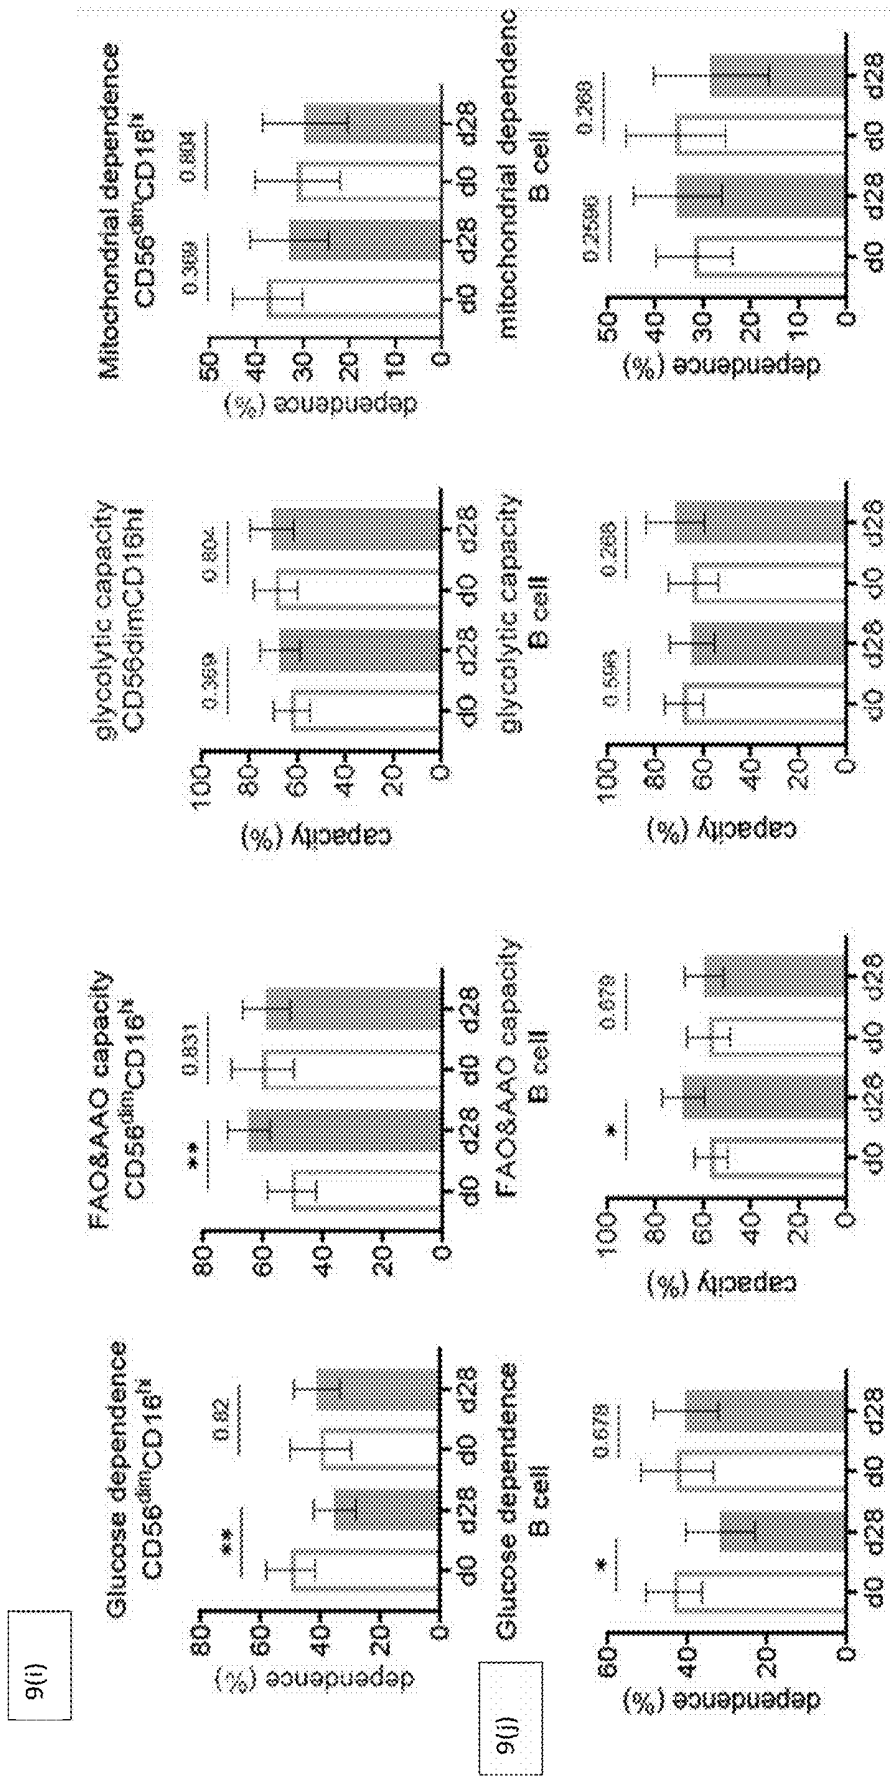 9(i)
Glucose dependence
CD56dimCD16hi
** 0.82
dependence (%)
80
60
40
20
0
d0 d28 d0 d28
FAO&AAO capacity
CD56dimCD16hi
** 0.831
80
60
40
20
0
d0 d28 d0 d28
glycolytic capacity
CD56dimCD16hi
0.369 0.804
capacity (%)
100
80
60
40
20
0
d0 d28 d0 d28
Mitochondrial dependence
CD56dimCD16hi
0.369 0.804
dependence (%)
50
40
30
20
10
0
d0 d28 d0 d28
9(j)
Glucose dependence
B cell
* 0.678
dependence (%)
60
40
20
0
d0 d28 d0 d28
FAO&AAO capacity
B cell
* 0.679
capacity (%)
100
80
60
40
20
0
d0 d28 d0 d28
glycolytic capacity
B cell
0.596 0.268
capacity (%)
100
80
60
40
20
0
d0 d28 d0 d28
mitochondrial dependenc
B cell
0.2596 0.268
dependence (%)
50
40
30
20
10
0
d0 d28 d0 d28